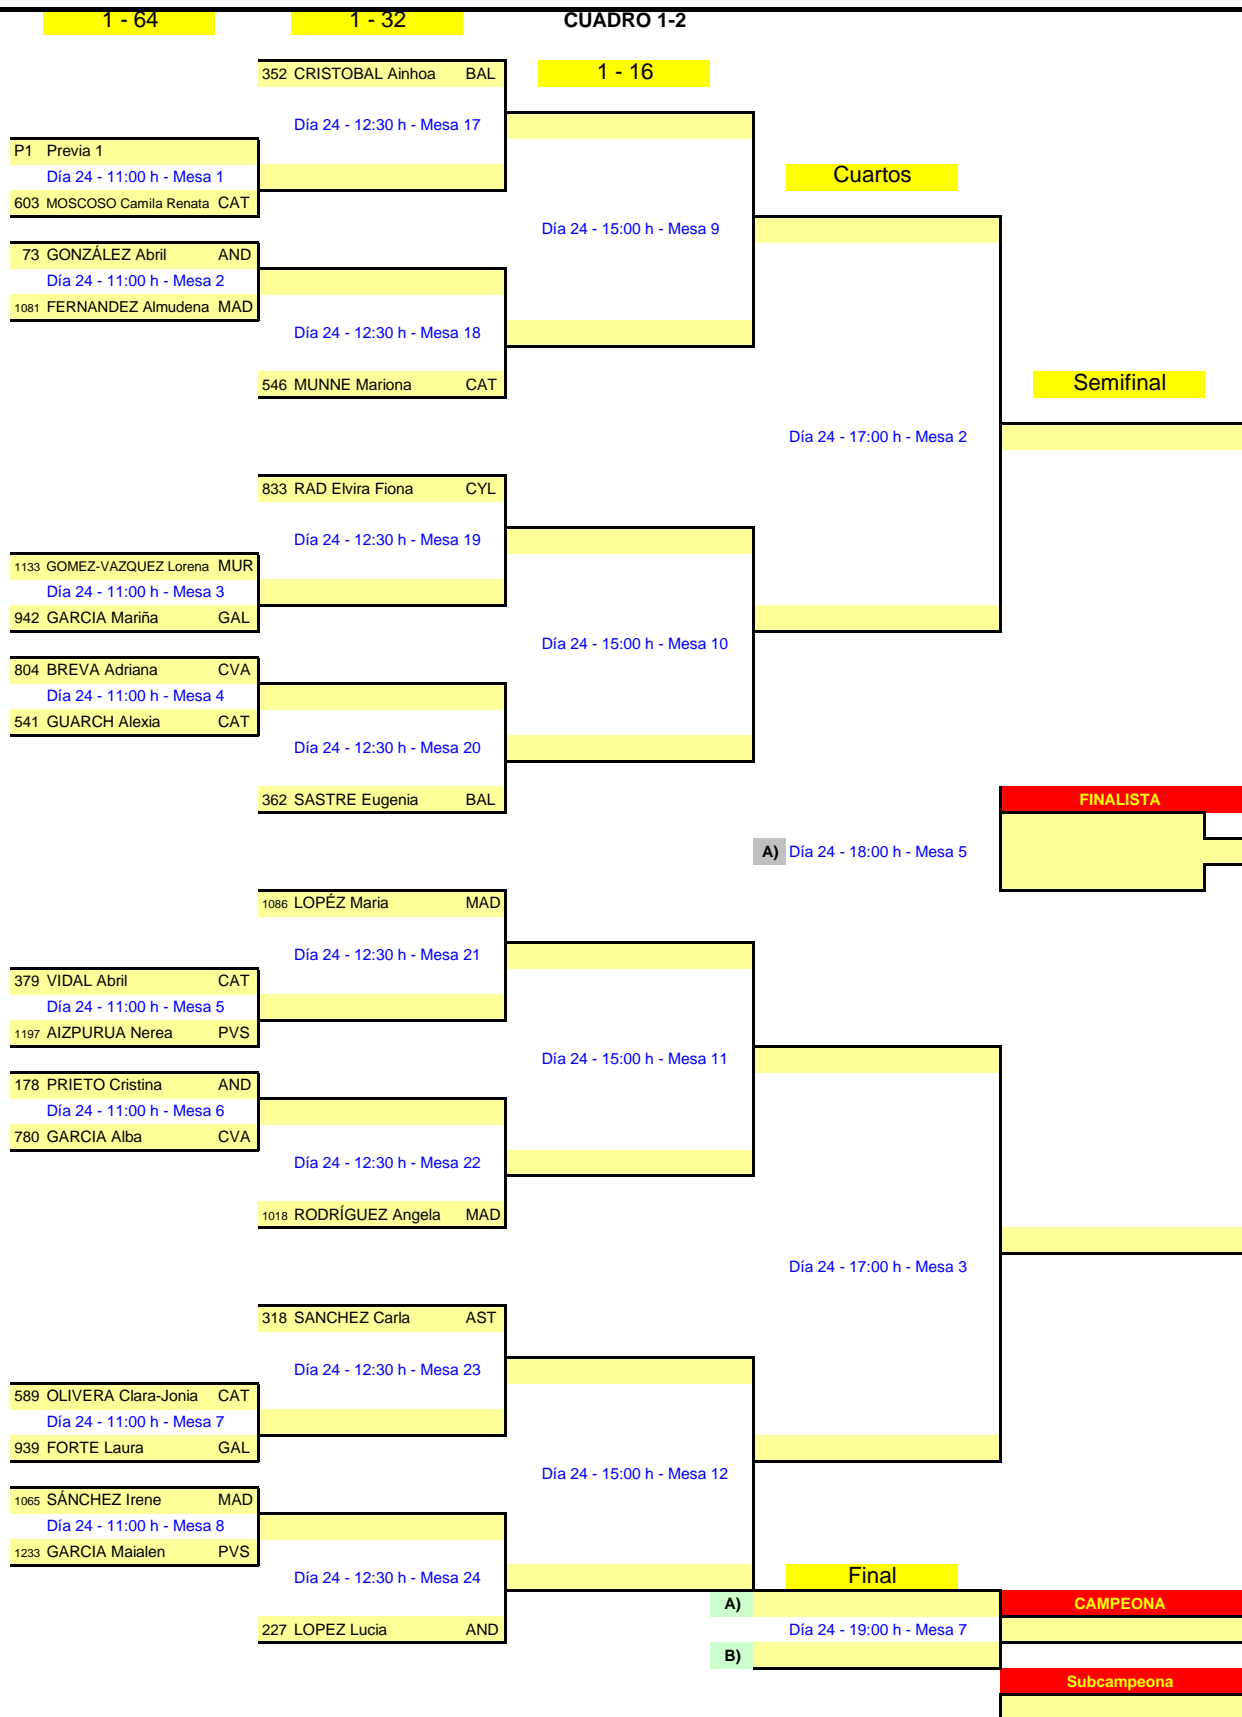 1 - 64
1 - 32
CUADRO 1-2
352 CRISTOBAL Ainhoa BAL
1 - 16
Día 24 - 12:30 h - Mesa 17
P1 Previa 1
Día 24 - 11:00 h - Mesa 1
Cuartos
603 MOSCOSO Camila Renata CAT
Día 24 - 15:00 h - Mesa 9
73 GONZÁLEZ Abril AND
Día 24 - 11:00 h - Mesa 2
1081 FERNANDEZ Almudena MAD
Día 24 - 12:30 h - Mesa 18
546 MUNNE Mariona CAT
Semifinal
Día 24 - 17:00 h - Mesa 2
833 RAD Elvira Fiona CYL
Día 24 - 12:30 h - Mesa 19
1133 GOMEZ-VAZQUEZ Lorena MUR
Día 24 - 11:00 h - Mesa 3
942 GARCIA Mariña GAL
Día 24 - 15:00 h - Mesa 10
804 BREVA Adriana CVA
Día 24 - 11:00 h - Mesa 4
541 GUARCH Alexia CAT
Día 24 - 12:30 h - Mesa 20
362 SASTRE Eugenia BAL
FINALISTA
A) Día 24 - 18:00 h - Mesa 5
1086 LOPÉZ Maria MAD
Día 24 - 12:30 h - Mesa 21
379 VIDAL Abril CAT
Día 24 - 11:00 h - Mesa 5
1197 AIZPURUA Nerea PVS
Día 24 - 15:00 h - Mesa 11
178 PRIETO Cristina AND
Día 24 - 11:00 h - Mesa 6
780 GARCIA Alba CVA
Día 24 - 12:30 h - Mesa 22
1018 RODRÍGUEZ Angela MAD
Día 24 - 17:00 h - Mesa 3
318 SANCHEZ Carla AST
Día 24 - 12:30 h - Mesa 23
589 OLIVERA Clara-Jonia CAT
Día 24 - 11:00 h - Mesa 7
939 FORTE Laura GAL
Día 24 - 15:00 h - Mesa 12
1065 SÁNCHEZ Irene MAD
Día 24 - 11:00 h - Mesa 8
1233 GARCIA Maialen PVS
Día 24 - 12:30 h - Mesa 24
Final
A)
CAMPEONA
227 LOPEZ Lucia AND
Día 24 - 19:00 h - Mesa 7
B)
Subcampeona